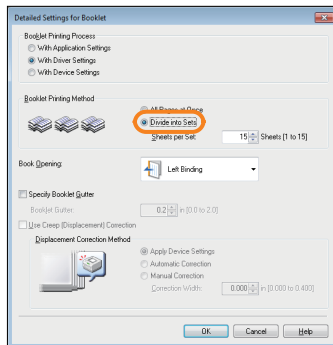 Detailed Settings for Booklet
Booklet Printing Process
With Application Settings
With Driver Settings
With Device Settings
Booklet Printing Method
All Pages at Once
Divide into Sets
Sheets per Set: 15 Sheets [1 to 15]
Book Opening: Left Binding
Specify Booklet Gutter
Booklet Gutter: 0.2 in [0.0 to 2.0]
Use Creep (Displacement) Correction
Displacement Correction Method
Apply Device Settings
Automatic Correction
Manual Correction
Correction Width: 0.000 in [0.000 to 0.480]
OK Cancel Help